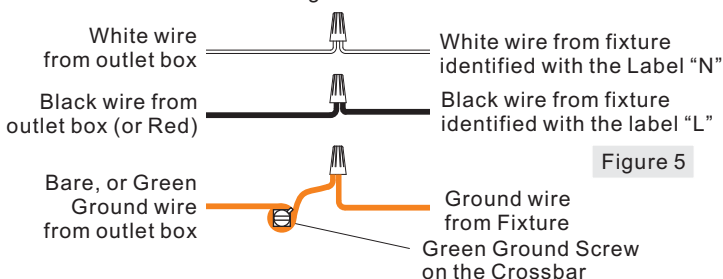 White wire
from outlet box
White wire from fixture
identified with the Label “N”
Black wire from
outlet box (or Red)
Black wire from fixture
identified with the label “L”
Figure 5
Bare, or Green
Ground wire
from outlet box
Ground wire
from Fixture
Green Ground Screw
on the Crossbar